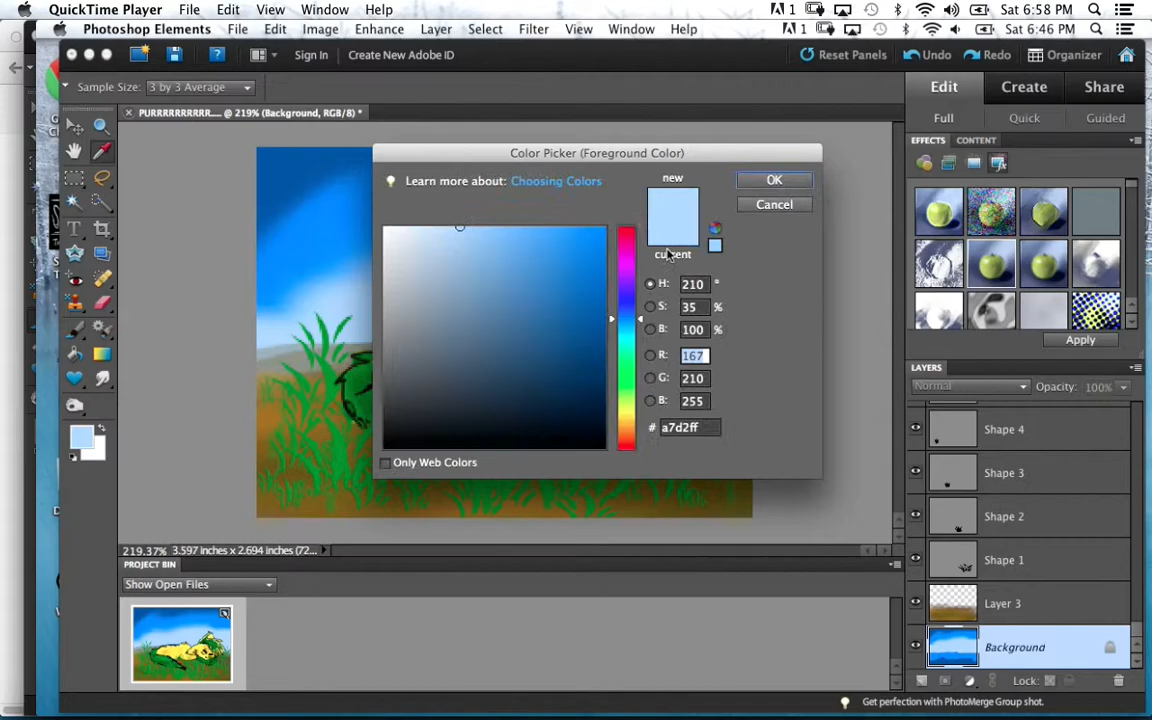 QuickTime Player File Edit View Window Help 1 Sat 6:58 PM
Photoshop Elements File Edit Image Enhance Layer Select Filter View Window Help 1 Sat 6:46 PM
Sign In Create New Adobe ID Reset Panels Undo Redo Organizer
Sample Size: 3 by 3 Average
Edit Create Share
PURRRRRRRRR..... @ 219% (Background, RGB/8) *
Full Quick Guided
EFFECTS CONTENT
Color Picker (Foreground Color)
Learn more about: Choosing Colors
new
OK
Cancel
current
H: 210 °
S: 35 %
B: 100 %
R: 167
G: 210
B: 255
# a7d2ff
Only Web Colors
Apply
LAYERS
Normal Opacity: 100%
Shape 4
Shape 3
Shape 2
Shape 1
Layer 3
Background
Lock:
219.37% 3.597 inches x 2.694 inches (72...
PROJECT BIN
Show Open Files
Get perfection with PhotoMerge Group shot.